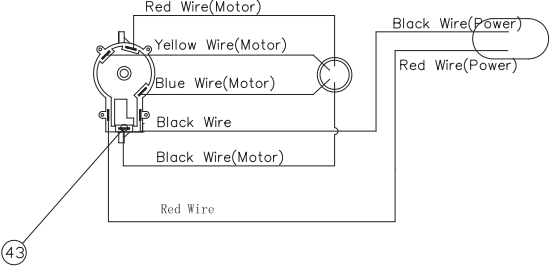 Red Wire(Motor)
Black Wire(Power)
Yellow Wire(Motor)
Red Wire(Power)
Blue Wire(Motor)
Black Wire
Black Wire(Motor)
Red Wire
43